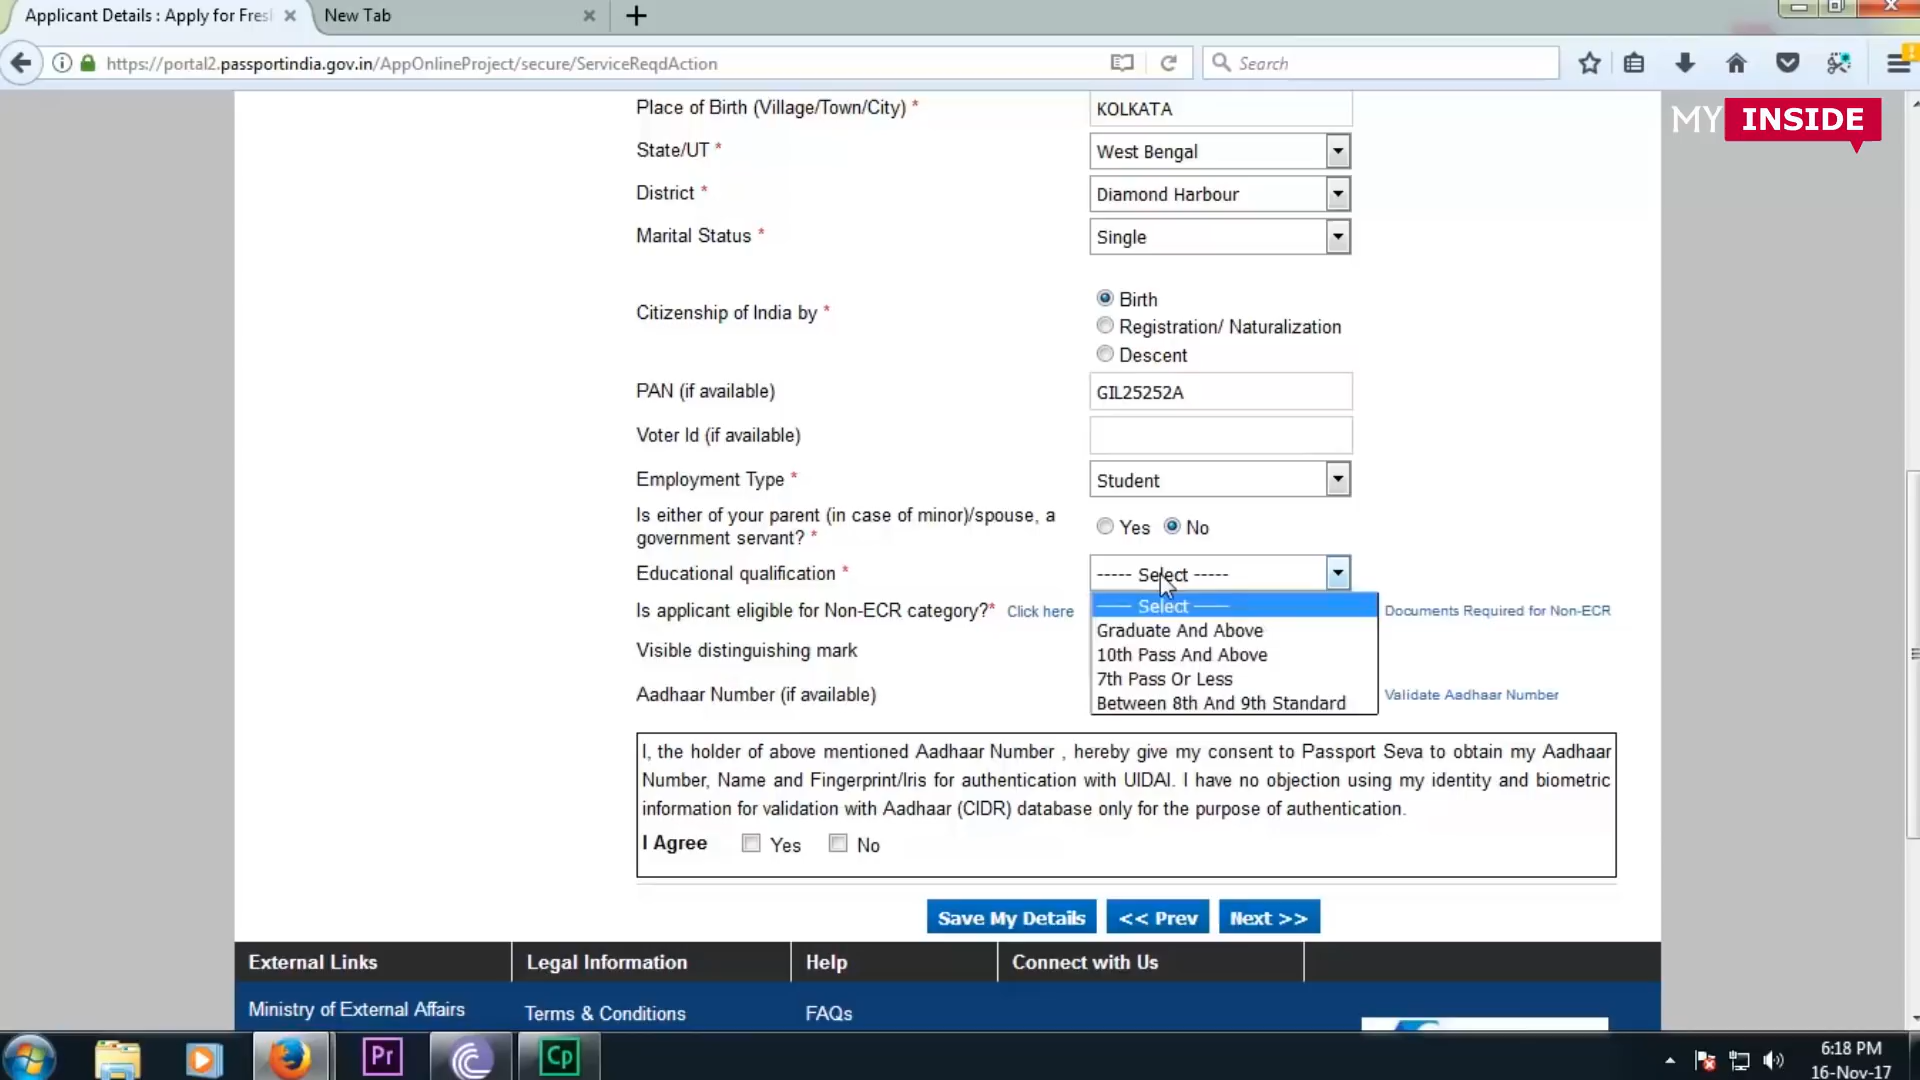 Applicant Details : Apply for Fresh
New Tab
https://portal2.passportindia.gov.in/AppOnlineProject/secure/ServiceReqdAction
Search
MY INSIDE
Place of Birth (Village/Town/City) * KOLKATA
State/UT * West Bengal
District * Diamond Harbour
Marital Status * Single
Citizenship of India by *
Birth
Registration/ Naturalization
Descent
PAN (if available) GIL25252A
Voter Id (if available)
Employment Type * Student
Is either of your parent (in case of minor)/spouse, a
government servant? * Yes No
Educational qualification * ----- Select -----
----- Select -----
Is applicant eligible for Non-ECR category?* Click here
Documents Required for Non-ECR
Graduate And Above
10th Pass And Above
7th Pass Or Less
Between 8th And 9th Standard
Visible distinguishing mark
Aadhaar Number (if available)
Validate Aadhaar Number
I, the holder of above mentioned Aadhaar Number , hereby give my consent to Passport Seva to obtain my Aadhaar
Number, Name and Fingerprint/Iris for authentication with UIDAI. I have no objection using my identity and biometric
information for validation with Aadhaar (CIDR) database only for the purpose of authentication.
I Agree Yes No
Save My Details << Prev Next >>
External Links Legal Information Help Connect with Us
Ministry of External Affairs Terms & Conditions FAQs
Pr
Cp
6:18 PM
16-Nov-17